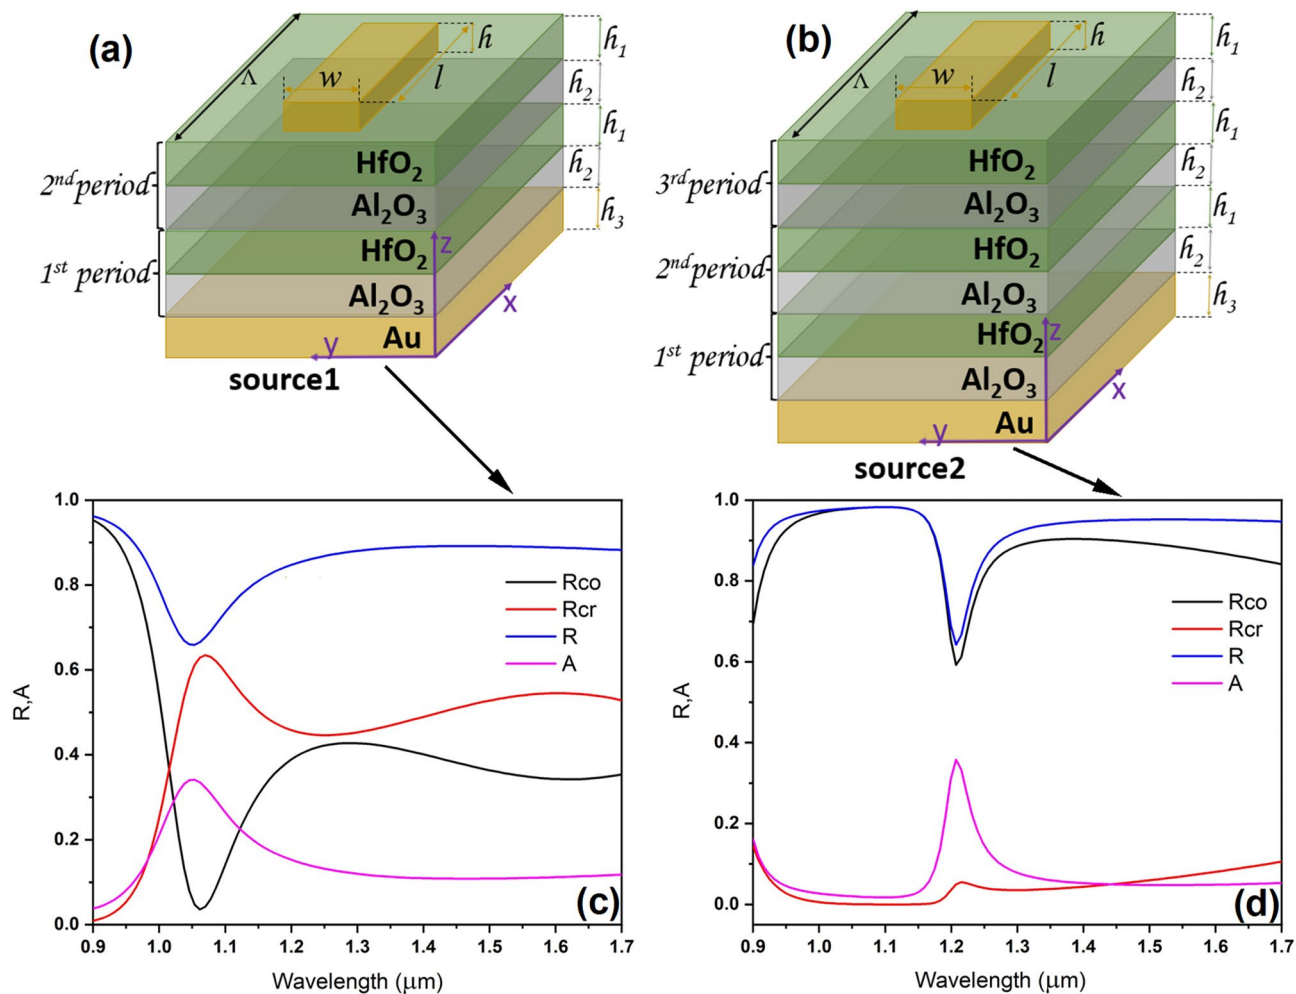 (a)
h
h₁
w
l
Λ
h₂
h₁
h₂
h₃
HfO₂
2ⁿᵈ period
Al₂O₃
HfO₂
z
1ˢᵗ period
Al₂O₃
x
Au
y
source1
(b)
h
h₁
w
l
Λ
h₂
h₁
h₂
h₁
h₂
h₃
HfO₂
3ʳᵈ period
Al₂O₃
HfO₂
2ⁿᵈ period
Al₂O₃
HfO₂
z
1ˢᵗ period
Al₂O₃
x
Au
y
source2
1.0
0.8
0.6
0.4
0.2
0.0
R,A
Rco
Rcr
R
A
(c)
0.9 1.0 1.1 1.2 1.3 1.4 1.5 1.6 1.7
Wavelength (μm)
1.0
0.8
0.6
0.4
0.2
0.0
R,A
Rco
Rcr
R
A
(d)
0.9 1.0 1.1 1.2 1.3 1.4 1.5 1.6 1.7
Wavelength (μm)